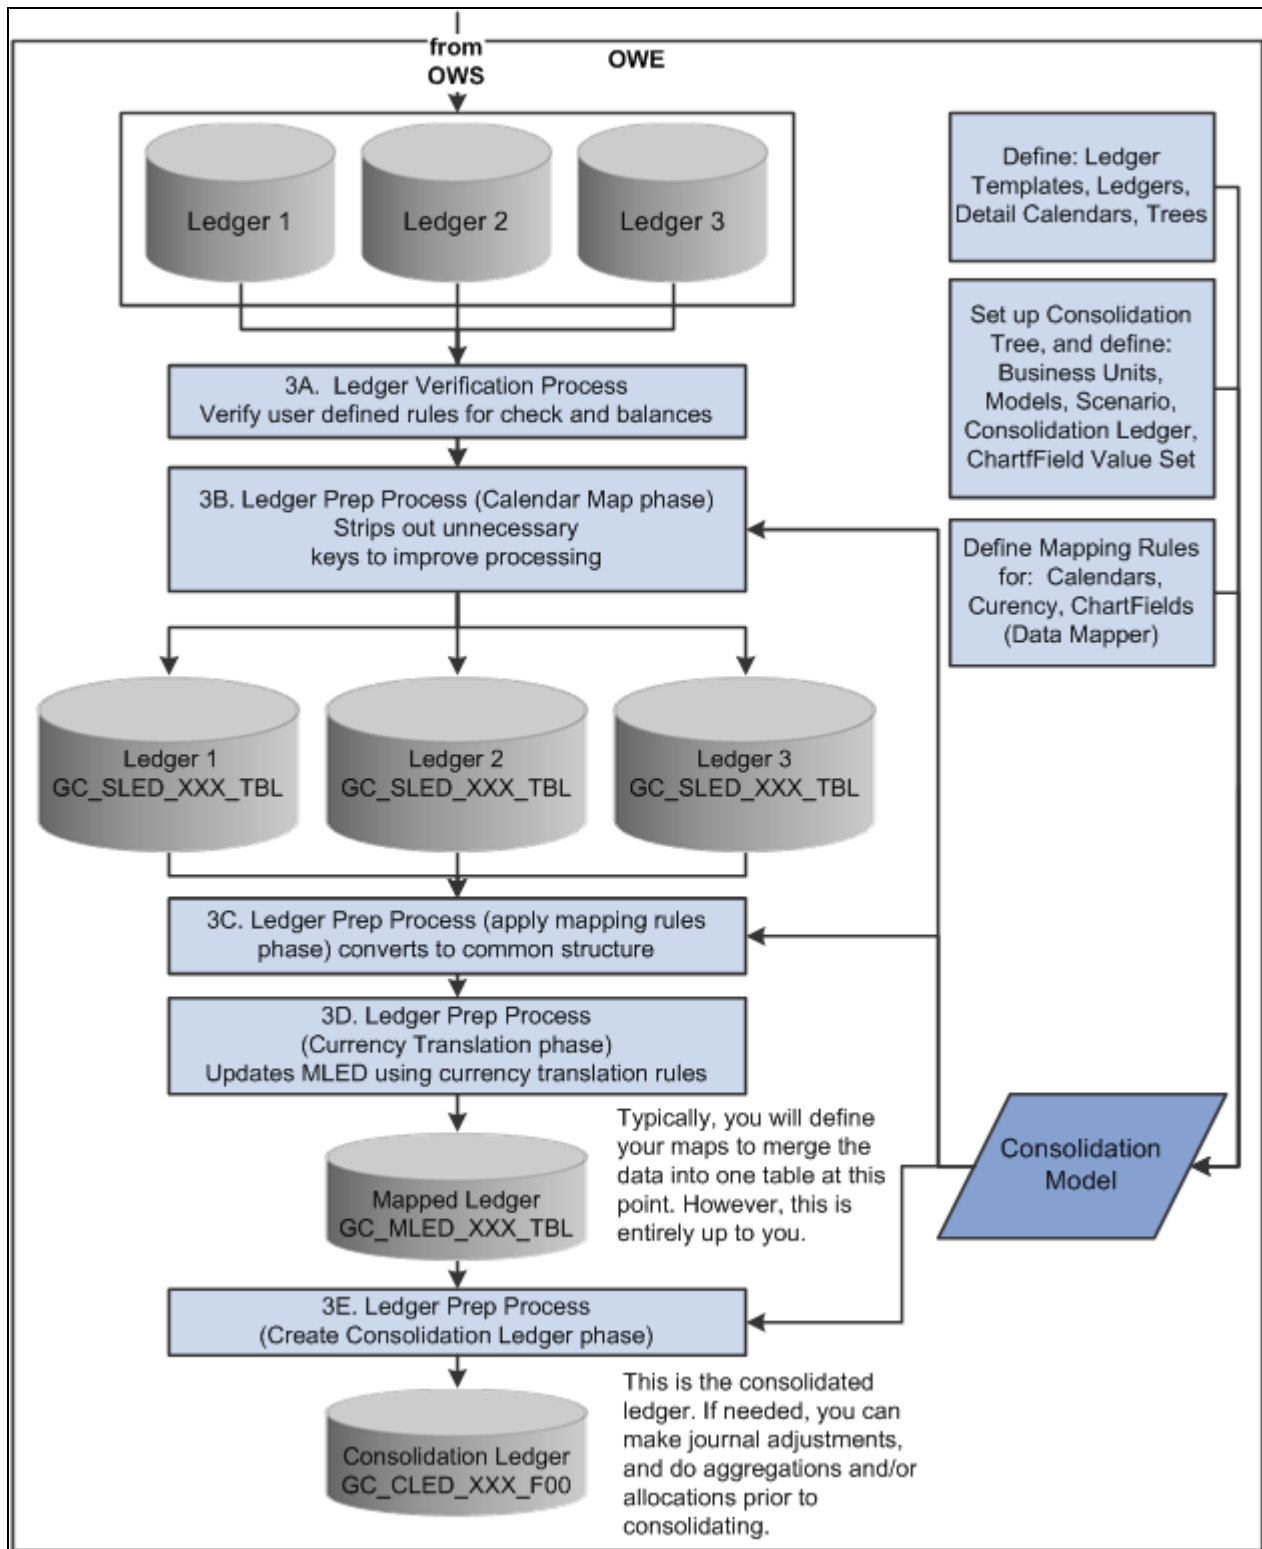 from
OWS
OWE
Ledger 1
Ledger 2
Ledger 3
Define: Ledger
Templates, Ledgers,
Detail Calendars, Trees
Set up Consolidation
Tree, and define:
Business Units,
Models, Scenario,
Consolidation Ledger,
ChartfField Value Set
3A. Ledger Verification Process
Verify user defined rules for check and balances
3B. Ledger Prep Process (Calendar Map phase)
Strips out unnecessary
keys to improve processing
Define Mapping Rules
for: Calendars,
Curency, ChartFields
(Data Mapper)
Ledger 1
GC_SLED_XXX_TBL
Ledger 2
GC_SLED_XXX_TBL
Ledger 3
GC_SLED_XXX_TBL
3C. Ledger Prep Process (apply mapping rules
phase) converts to common structure
3D. Ledger Prep Process
(Currency Translation phase)
Updates MLED using currency translation rules
Typically, you will define
your maps to merge the
data into one table at this
point. However, this is
entirely up to you.
Consolidation
Model
Mapped Ledger
GC_MLED_XXX_TBL
3E. Ledger Prep Process
(Create Consolidation Ledger phase)
This is the consolidated
ledger. If needed, you can
make journal adjustments,
and do aggregations and/or
allocations prior to
consolidating.
Consolidation Ledger
GC_CLED_XXX_F00